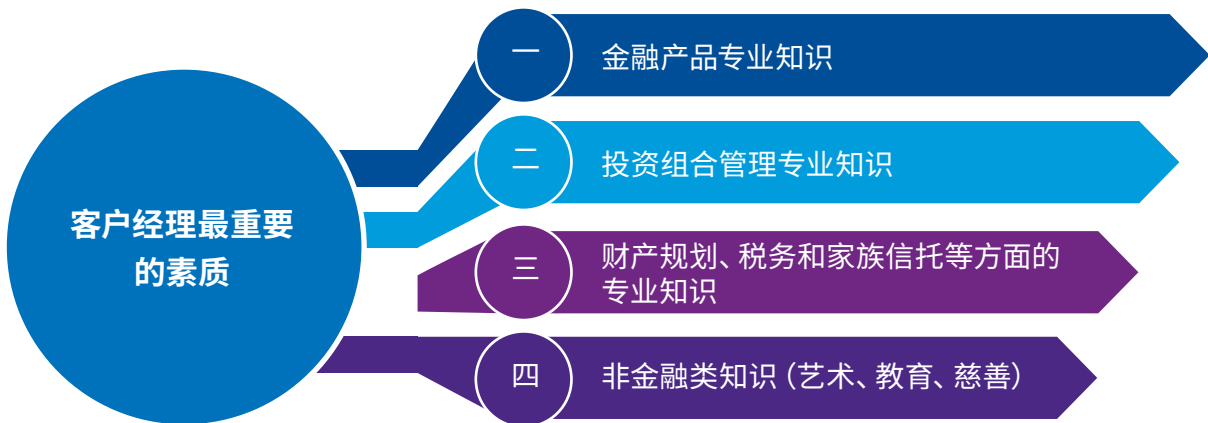 客户经理最重要
的素质
一
金融产品专业知识
二
投资组合管理专业知识
三
财产规划、税务和家族信托等方面的
专业知识
四
非金融类知识（艺术、教育、慈善）